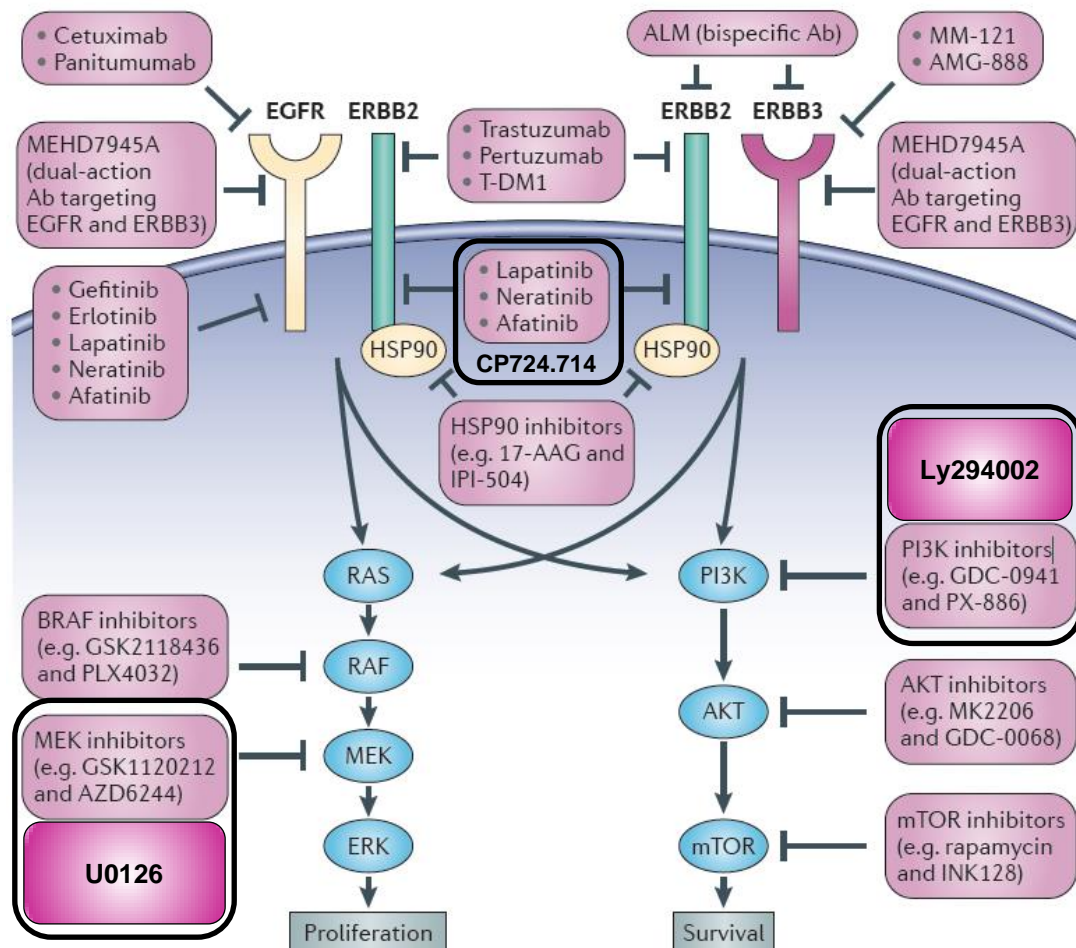 • Cetuximab
• Panitumumab
ALM (bispecific Ab)
• MM-121
• AMG-888
EGFR
ERBB2
ERBB2
ERBB3
MEHD7945A
(dual-action
Ab targeting
EGFR and ERBB3)
• Trastuzumab
• Pertuzumab
• T-DM1
MEHD7945A
(dual-action
Ab targeting
EGFR and ERBB3)
• Gefitinib
• Erlotinib
• Lapatinib
• Neratinib
• Afatinib
• Lapatinib
• Neratinib
• Afatinib
CP724.714
HSP90
HSP90
HSP90 inhibitors
(e.g. 17-AAG and
IPI-504)
Ly294002
PI3K inhibitors
(e.g. GDC-0941
and PX-886)
RAS
PI3K
BRAF inhibitors
(e.g. GSK2118436
and PLX4032)
RAF
AKT
AKT inhibitors
(e.g. MK2206
and GDC-0068)
MEK inhibitors
(e.g. GSK1120212
and AZD6244)
MEK
U0126
ERK
mTOR
mTOR inhibitors
(e.g. rapamycin
and INK128)
Proliferation
Survival